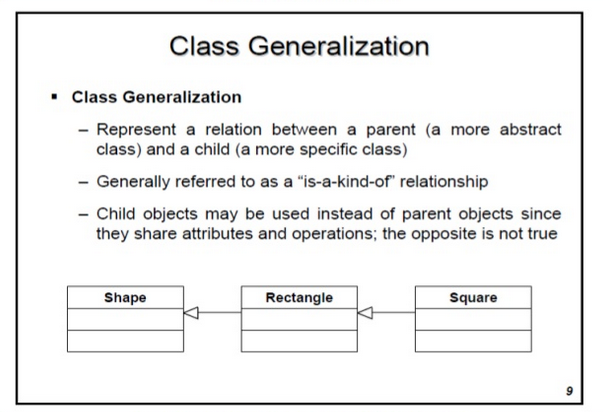 Class Generalization
▪ Class Generalization
– Represent a relation between a parent (a more abstract
class) and a child (a more specific class)
– Generally referred to as a “is-a-kind-of” relationship
– Child objects may be used instead of parent objects since
they share attributes and operations; the opposite is not true
Shape Rectangle Square
9